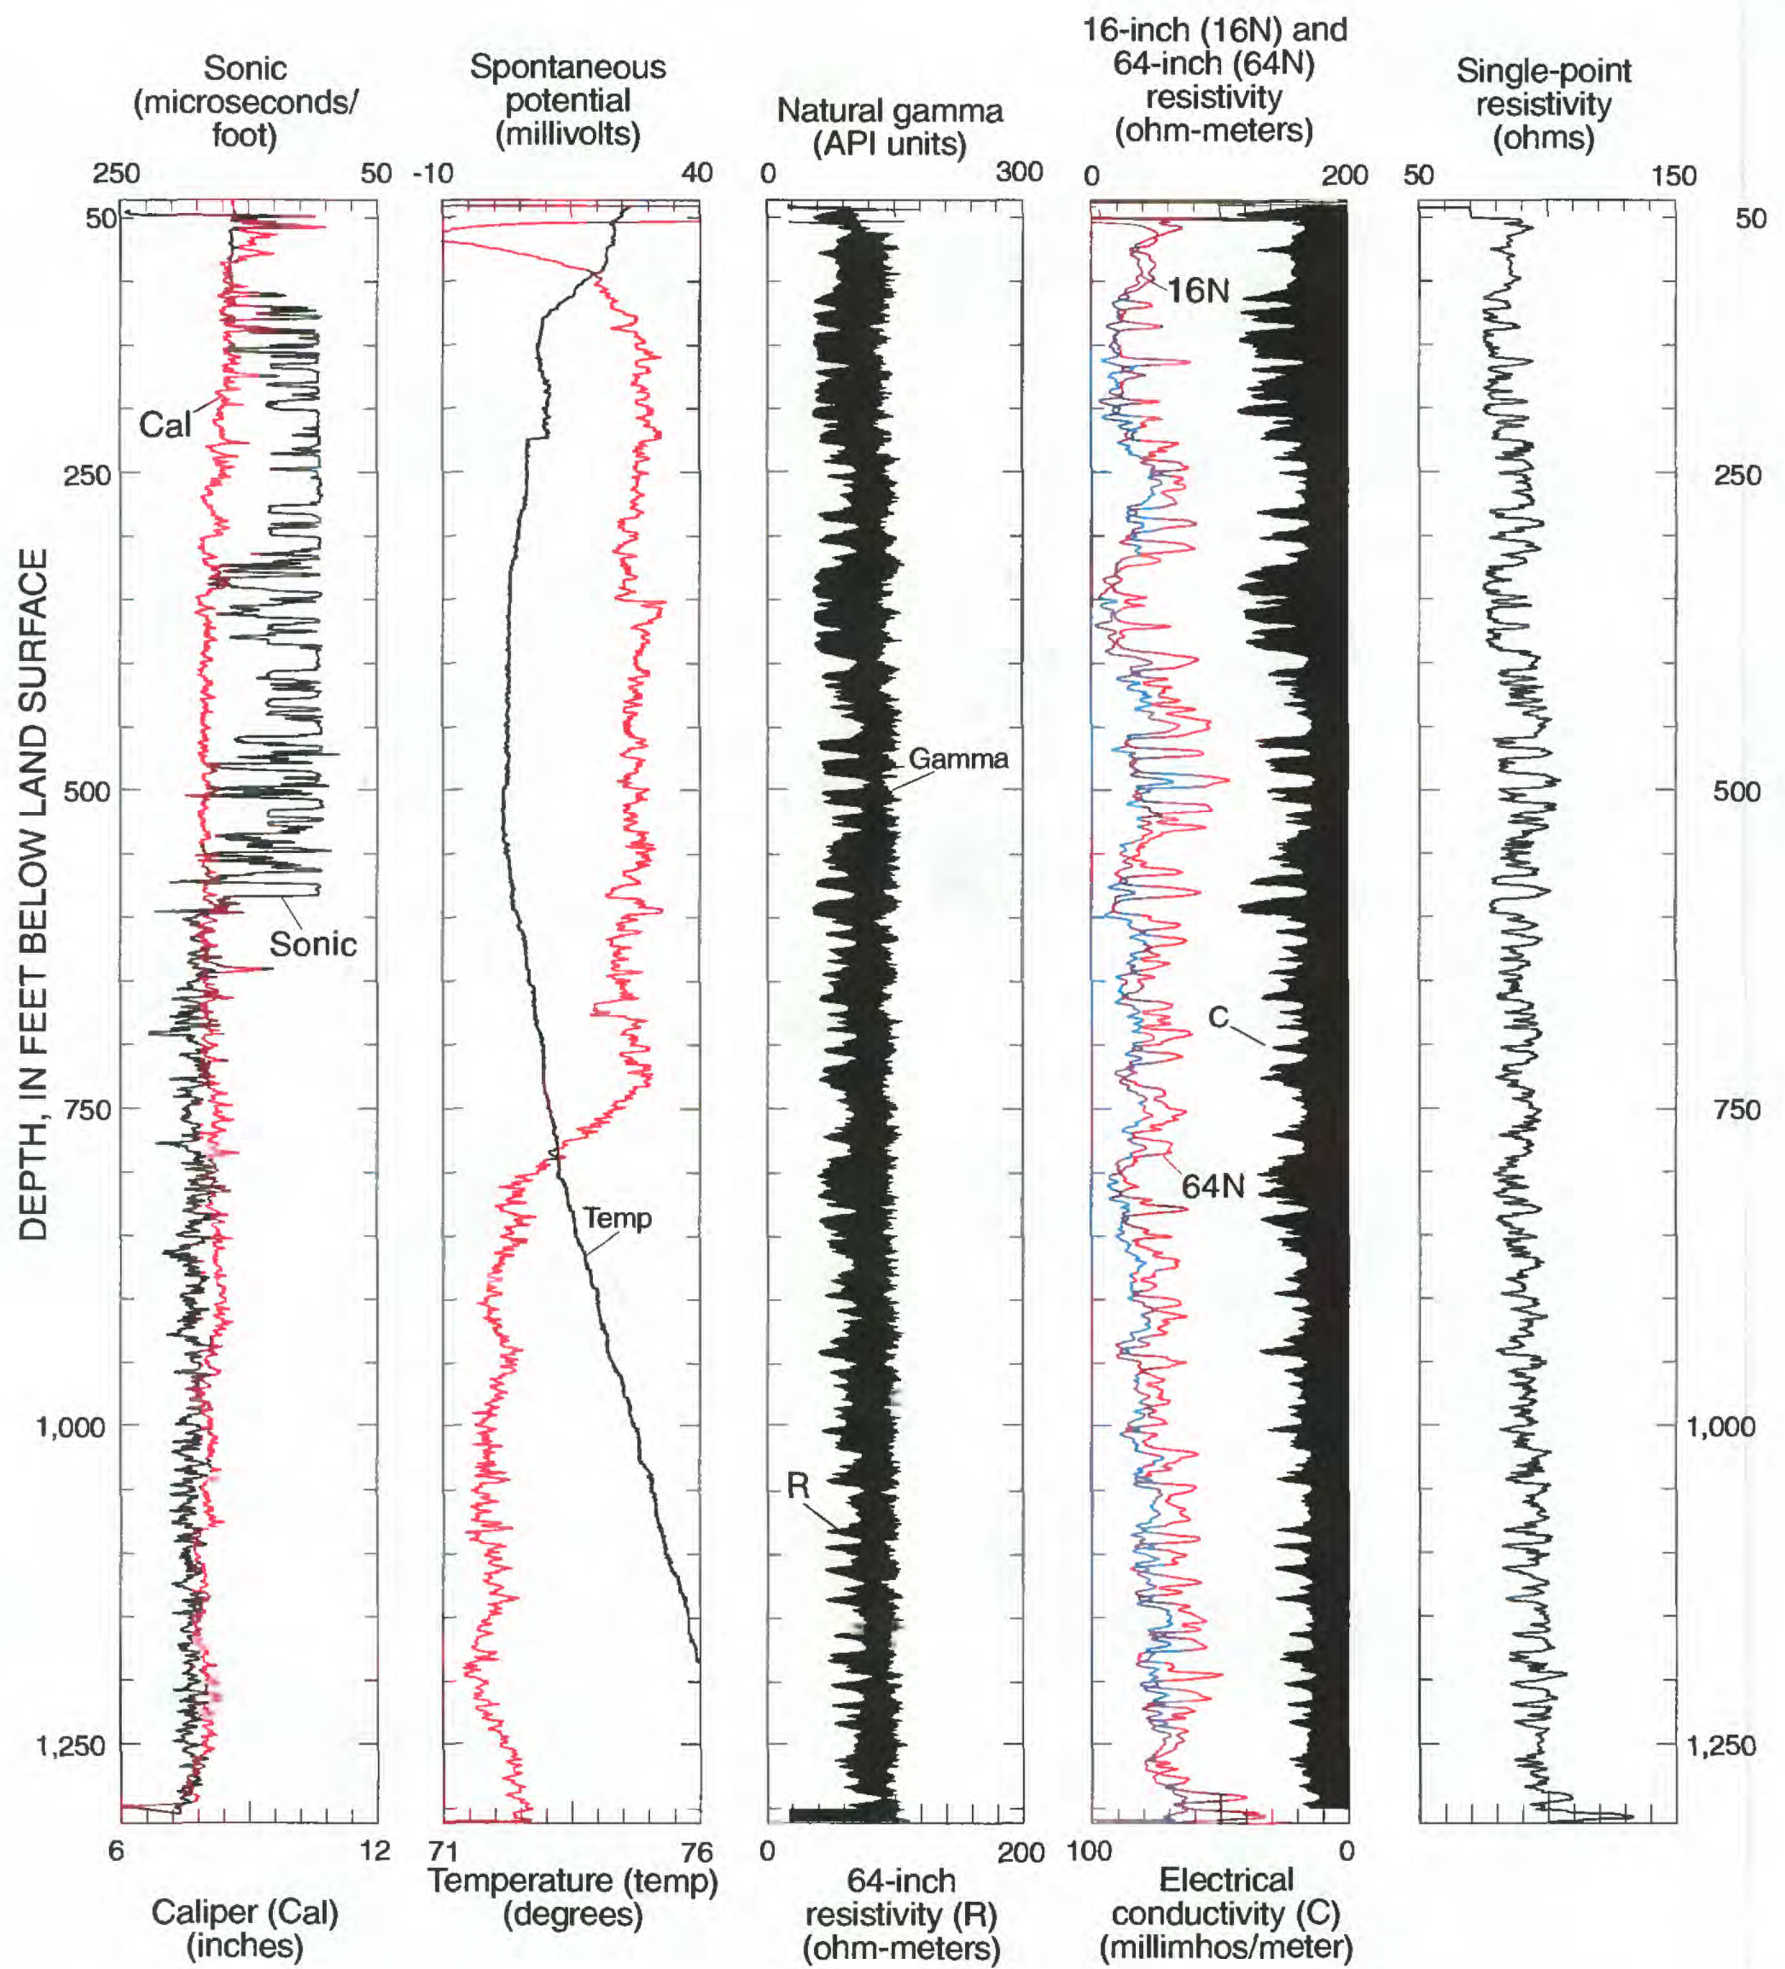 Sonic
(microseconds/
foot)
250
50
Spontaneous
potential
(millivolts)
-10
40
Natural gamma
(API units)
0
300
16-inch (16N) and
64-inch (64N)
resistivity
(ohm-meters)
0
200
Single-point
resistivity
(ohms)
50
150
DEPTH, IN FEET BELOW LAND SURFACE
50
250
500
750
1,000
1,250
Cal
Sonic
Temp
Gamma
R
16N
C
64N
50
250
500
750
1,000
1,250
6
12
Caliper (Cal)
(inches)
71
76
Temperature (temp)
(degrees)
0
200
64-inch
resistivity (R)
(ohm-meters)
100
0
Electrical
conductivity (C)
(millimhos/meter)